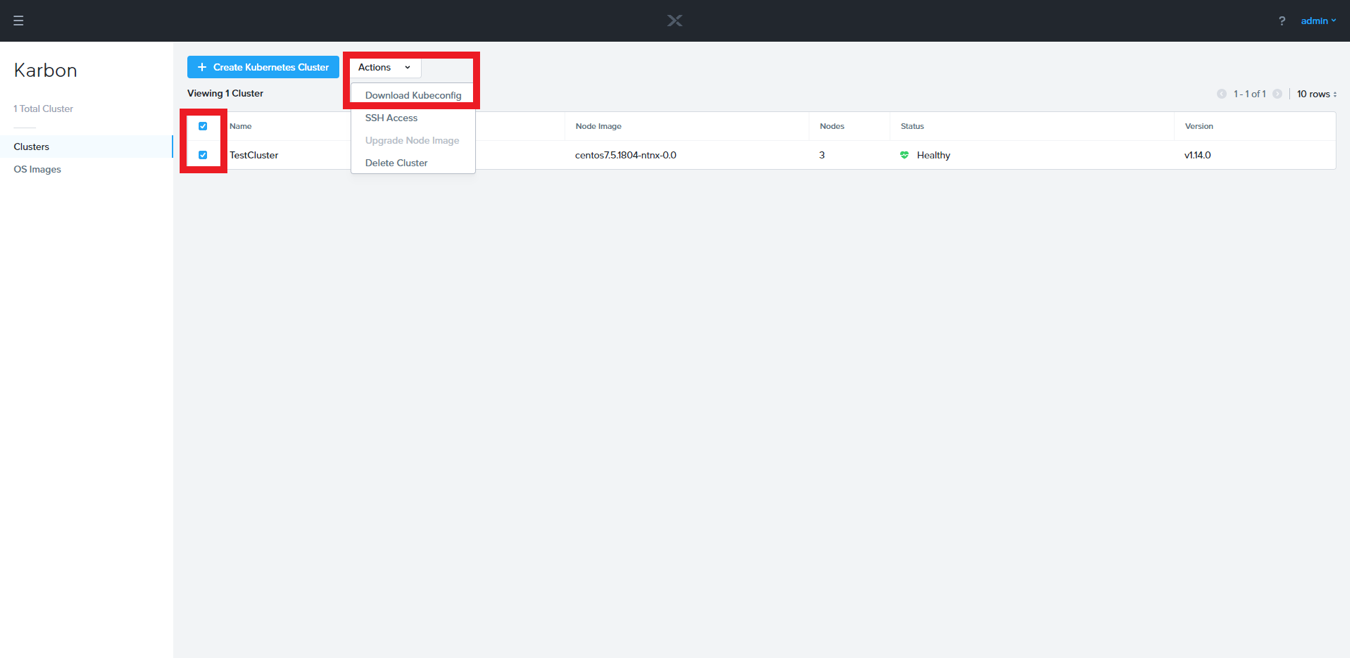 ? admin
Karbon
1 Total Cluster
Clusters
OS Images
+ Create Kubernetes Cluster Actions
Download Kubeconfig
SSH Access
Upgrade Node Image
Delete Cluster
Viewing 1 Cluster 1 - 1 of 1 10 rows
Name Node Image Nodes Status Version
TestCluster centos7.5.1804-ntnx-0.0 3 Healthy v1.14.0